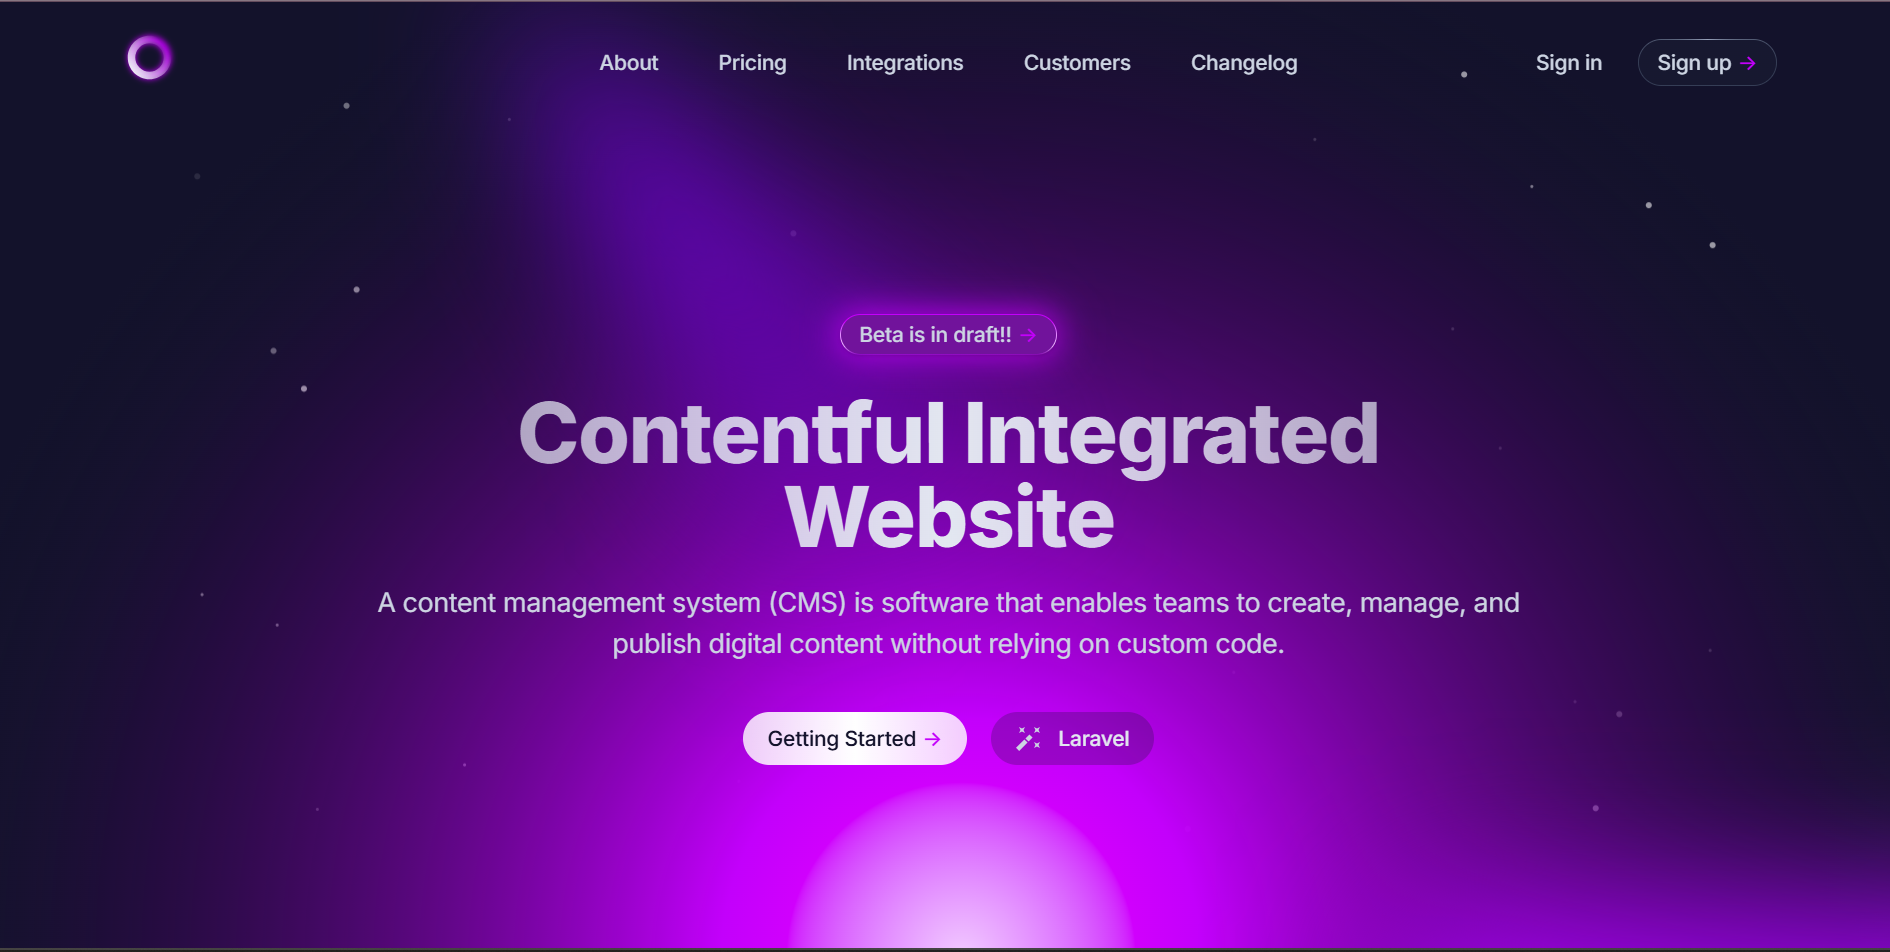 About Pricing Integrations Customers Changelog Sign in Sign up →
Beta is in draft!! →
Contentful Integrated
Website
A content management system (CMS) is software that enables teams to create, manage, and
publish digital content without relying on custom code.
Getting Started → Laravel